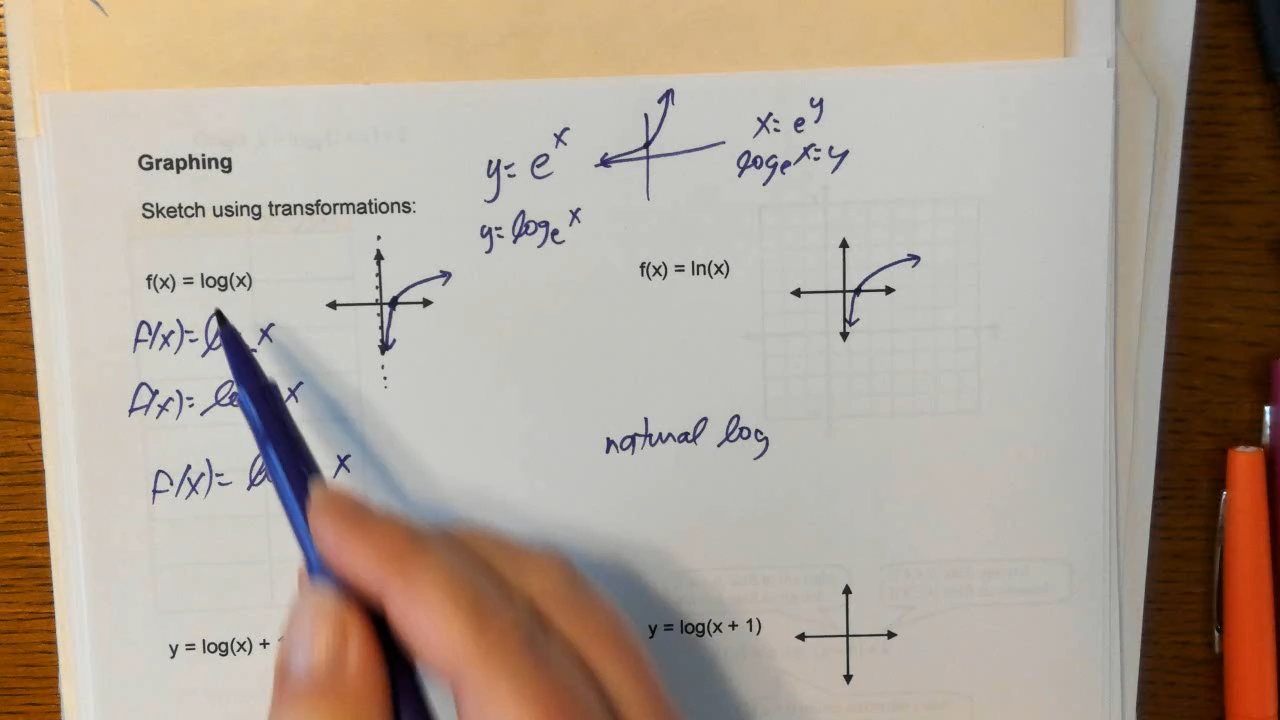 Graphing
Sketch using transformations:
y= e^x
x= e^y
log_e x= y
y= log_e x
f(x) = log(x)
f(x)= x
f(x)= x
f(x)= x
f(x) = ln(x)
natural log
y = log(x) +
y = log(x + 1)